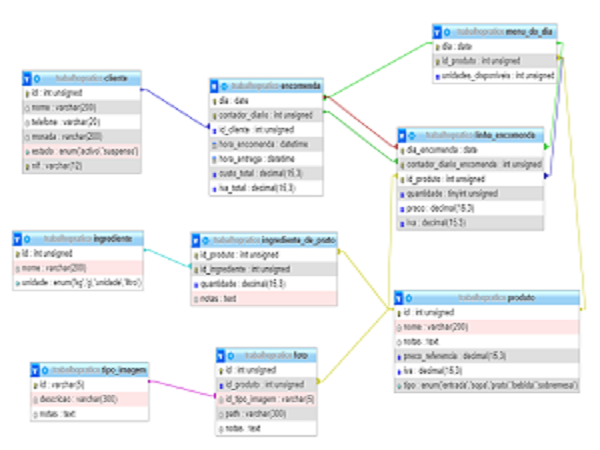 trabalhopratico cliente
id : int unsigned
nome : varchar(200)
telefone : varchar(20)
morada : varchar(200)
estado : enum('activo','suspenso')
nif : varchar(12)
trabalhopratico encomenda
dia : date
contador_diario : int unsigned
id_cliente : int unsigned
hora_encomenda : datetime
hora_entrega : datetime
custo_total : decimal(15,3)
iva_total : decimal(15,3)
trabalhopratico menu_do_dia
dia : date
id_produto : int unsigned
unidades_disponiveis : int unsigned
trabalhopratico linha_encomenda
dia_encomenda : date
contador_diario_encomenda : int unsigned
id_produto : int unsigned
quantidade : tinyint unsigned
preco : decimal(15,3)
iva : decimal(15,3)
trabalhopratico ingrediente
id : int unsigned
nome : varchar(200)
unidade : enum('kg','g','unidade','litro')
trabalhopratico ingrediente_de_prato
id_produto : int unsigned
id_ingrediente : int unsigned
quantidade : decimal(15,3)
notas : text
trabalhopratico produto
id : int unsigned
nome : varchar(200)
notas : text
preco_referencia : decimal(15,3)
iva : decimal(15,3)
tipo : enum('entrada','sopa','prato','bebida','sobremesa')
trabalhopratico tipo_imagem
id : varchar(5)
descricao : varchar(300)
notas : text
trabalhopratico foto
id : int unsigned
id_produto : int unsigned
id_tipo_imagem : varchar(5)
path : varchar(300)
notas : text